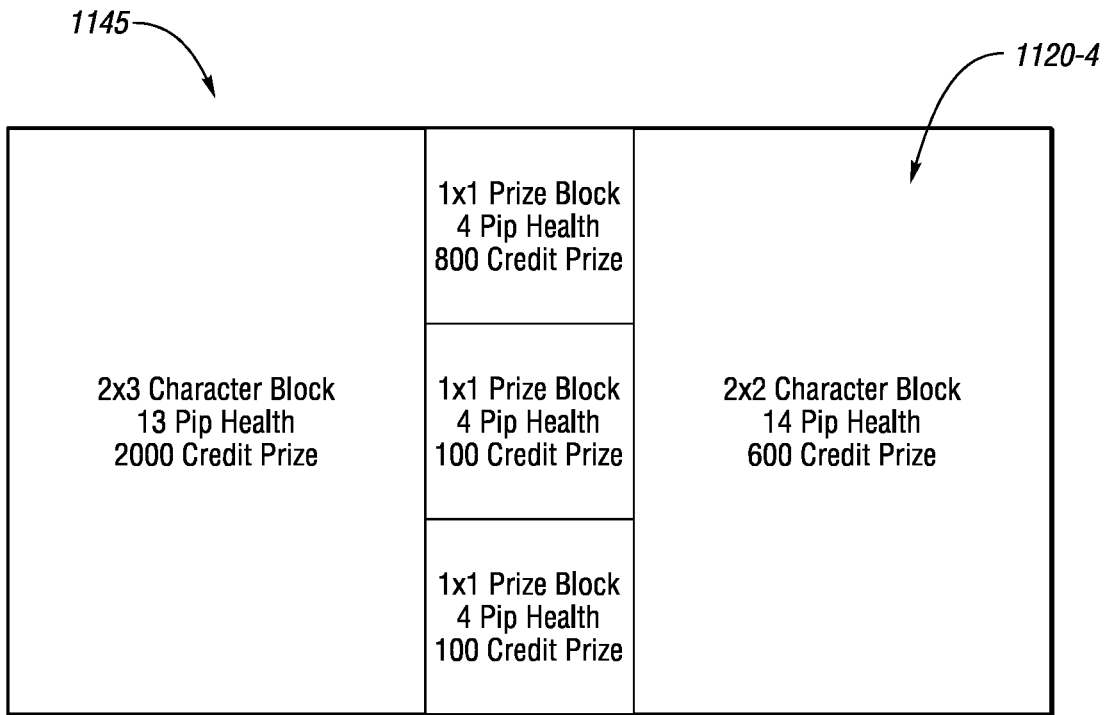 1145
1120-4
1x1 Prize Block
4 Pip Health
800 Credit Prize
2x3 Character Block
13 Pip Health
2000 Credit Prize
1x1 Prize Block
4 Pip Health
100 Credit Prize
2x2 Character Block
14 Pip Health
600 Credit Prize
1x1 Prize Block
4 Pip Health
100 Credit Prize